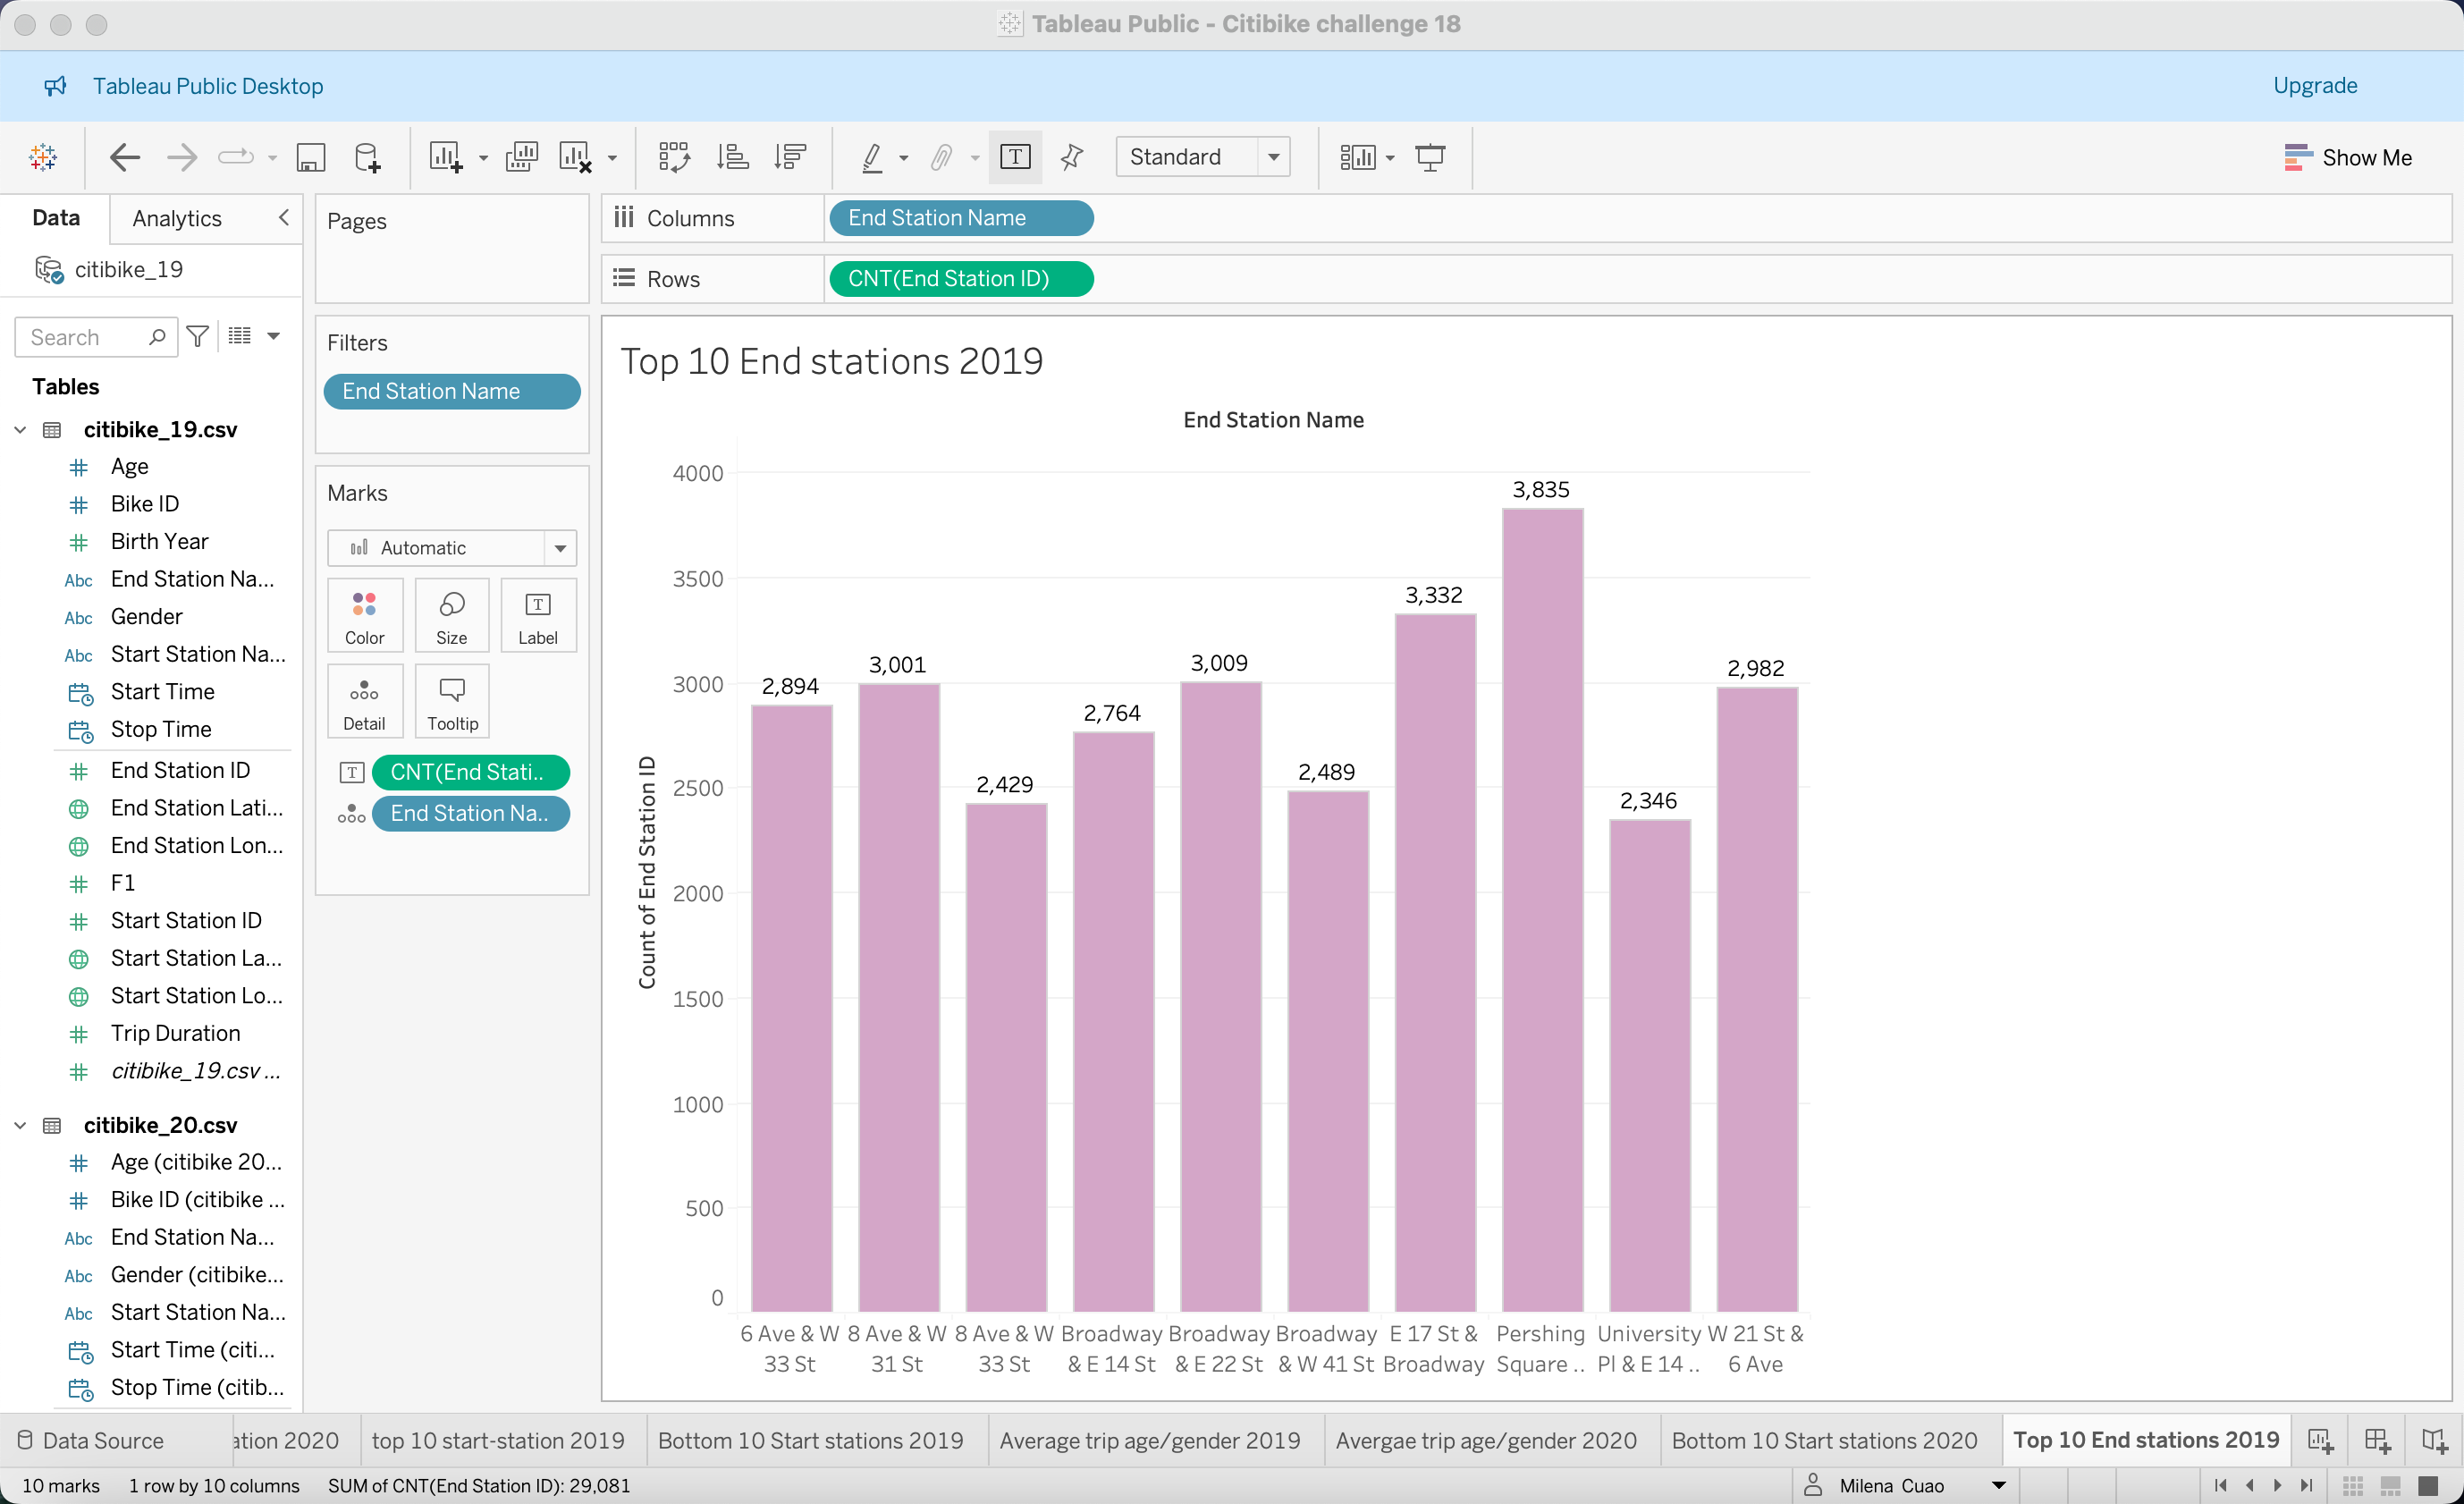 Tableau Public - Citibike challenge 18
Tableau Public Desktop
Upgrade
Standard
Show Me
Data
Analytics
citibike_19
Search
Tables
citibike_19.csv
Age
Bike ID
Birth Year
End Station Na...
Gender
Start Station Na...
Start Time
Stop Time
End Station ID
End Station Lati...
End Station Lon...
F1
Start Station ID
Start Station La...
Start Station Lo...
Trip Duration
citibike_19.csv ...
citibike_20.csv
Age (citibike 20...
Bike ID (citibike ...
End Station Na...
Gender (citibike...
Start Station Na...
Start Time (citi...
Stop Time (citib...
Pages
Filters
End Station Name
Marks
Automatic
Color
Size
Label
Detail
Tooltip
CNT(End Stati..
End Station Na..
Columns
End Station Name
Rows
CNT(End Station ID)
Top 10 End stations 2019
End Station Name
Count of End Station ID
4000
3500
3000
2500
2000
1500
1000
500
0
2,894
3,001
2,429
2,764
3,009
2,489
3,332
3,835
2,346
2,982
6 Ave & W
33 St
8 Ave & W
31 St
8 Ave & W
33 St
Broadway
& E 14 St
Broadway
& E 22 St
Broadway
& W 41 St
E 17 St &
Broadway
Pershing
Square ..
University
Pl & E 14 ..
W 21 St &
6 Ave
Data Source
ation 2020
top 10 start-station 2019
Bottom 10 Start stations 2019
Average trip age/gender 2019
Avergae trip age/gender 2020
Bottom 10 Start stations 2020
Top 10 End stations 2019
10 marks
1 row by 10 columns
SUM of CNT(End Station ID): 29,081
Milena Cuao